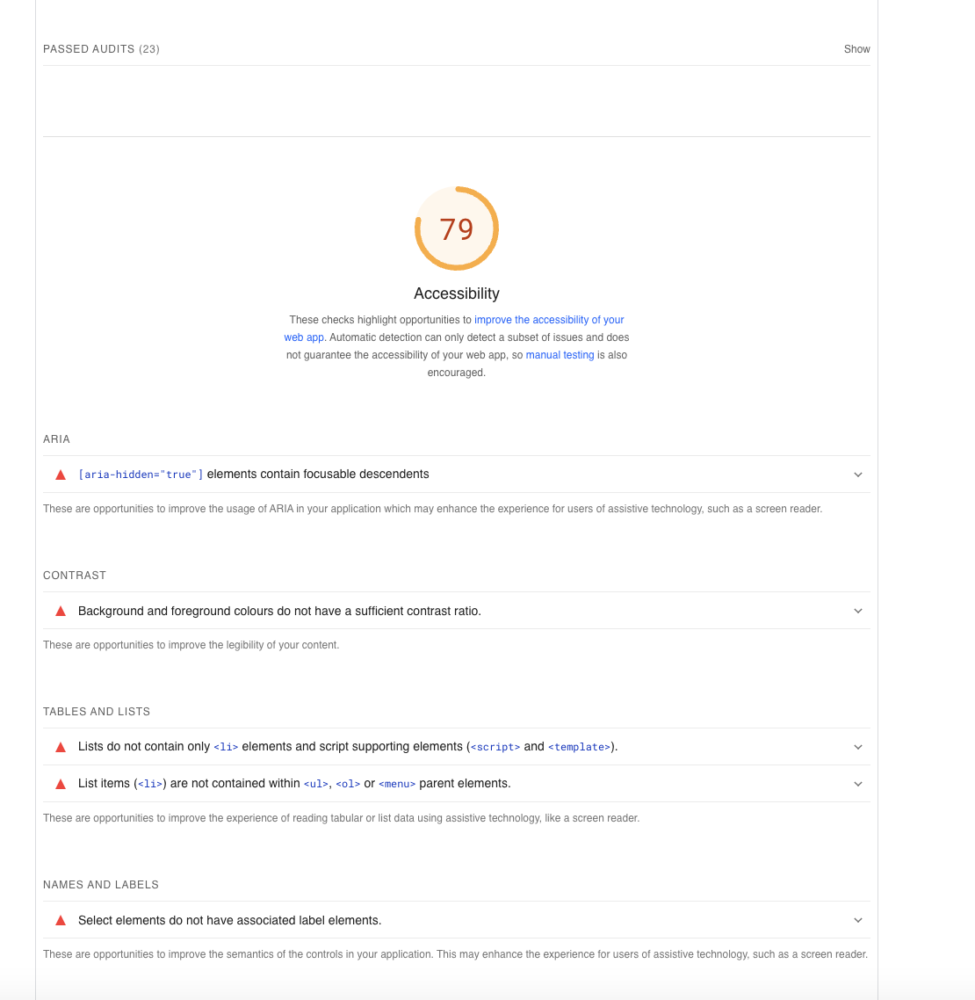 PASSED AUDITS (23)
Show
79
Accessibility
These checks highlight opportunities to improve the accessibility of your
web app. Automatic detection can only detect a subset of issues and does
not guarantee the accessibility of your web app, so manual testing is also
encouraged.
ARIA
[aria-hidden="true"] elements contain focusable descendents
These are opportunities to improve the usage of ARIA in your application which may enhance the experience for users of assistive technology, such as a screen reader.
CONTRAST
Background and foreground colours do not have a sufficient contrast ratio.
These are opportunities to improve the legibility of your content.
TABLES AND LISTS
Lists do not contain only <li> elements and script supporting elements (<script> and <template>).
List items (<li>) are not contained within <ul>, <ol> or <menu> parent elements.
These are opportunities to improve the experience of reading tabular or list data using assistive technology, like a screen reader.
NAMES AND LABELS
Select elements do not have associated label elements.
These are opportunities to improve the semantics of the controls in your application. This may enhance the experience for users of assistive technology, such as a screen reader.